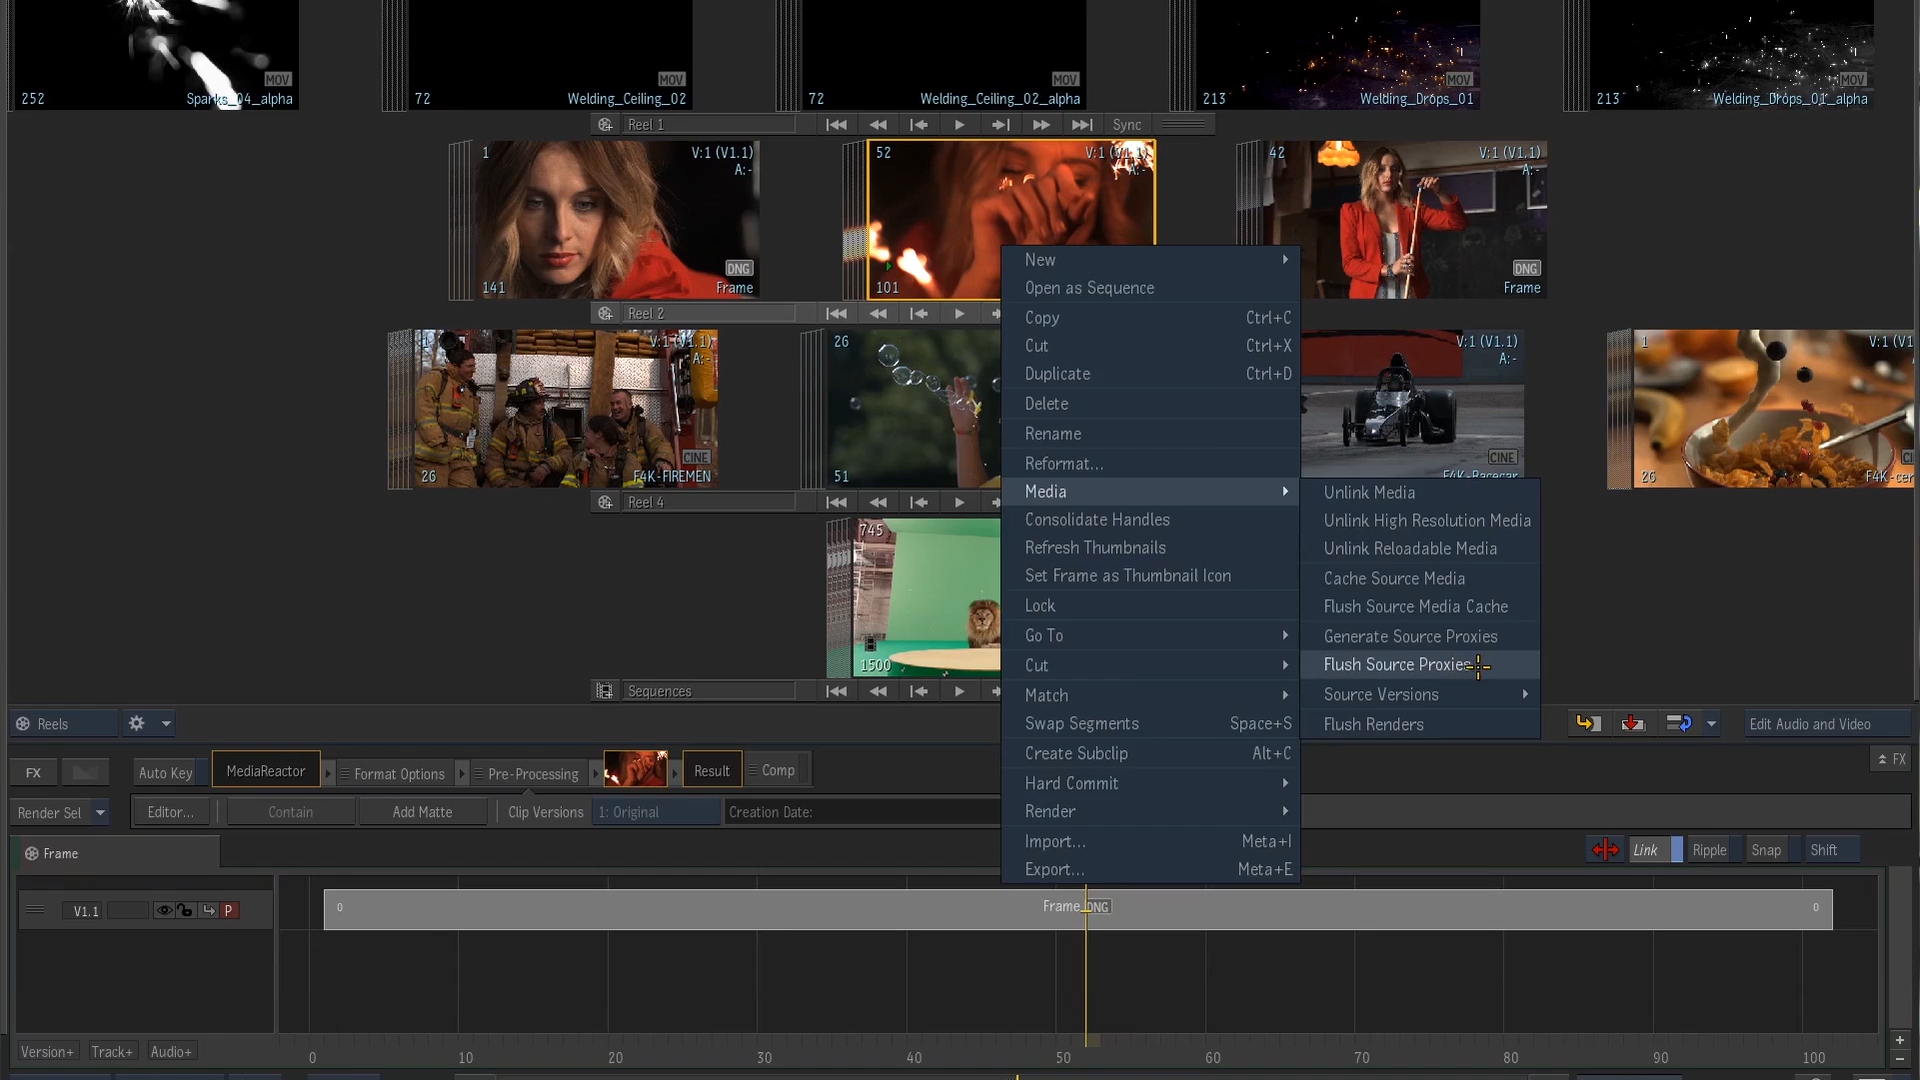 MOV
252 Sparks_04_alpha
MOV
72 Welding_Ceiling_02
MOV
72 Welding_Ceiling_02_alpha
MOV
213 Welding_Drops_01
MOV
213 Welding_Drops_01_alpha
Reel 1 Sync
1 V:1 (V1.1)
A:-
DNG
141 Frame
52 V:1 (V1.1)
A:-
101
42 V:1 (V1.1)
A:-
DNG
Frame
Reel 2
V:1 (V1.1)
A:-
CINE
26 F4K-FIREMEN
26
51
V:1 (V1.1)
A:-
CINE
F4K-Racecar
1 V:1 (V1
26
Reel 4
745
1500
Sequences
New
Open as Sequence
Copy Ctrl+C
Cut Ctrl+X
Duplicate Ctrl+D
Delete
Rename
Reformat...
Media
Consolidate Handles
Refresh Thumbnails
Set Frame as Thumbnail Icon
Lock
Go To
Cut
Match
Swap Segments Space+S
Create Subclip Alt+C
Hard Commit
Render
Import... Meta+I
Export... Meta+E
Unlink Media
Unlink High Resolution Media
Unlink Reloadable Media
Cache Source Media
Flush Source Media Cache
Generate Source Proxies
Flush Source Proxies
Source Versions
Flush Renders
Reels
Edit Audio and Video
FX Auto Key MediaReactor Format Options Pre-Processing Result Comp FX
Render Sel Editor... Contain Add Matte Clip Versions 1: Original Creation Date:
Frame Link Ripple Snap Shift
V1.1 P 0 Frame DNG 0
Version+ Track+ Audio+ 0 10 20 30 40 50 60 70 80 90 100